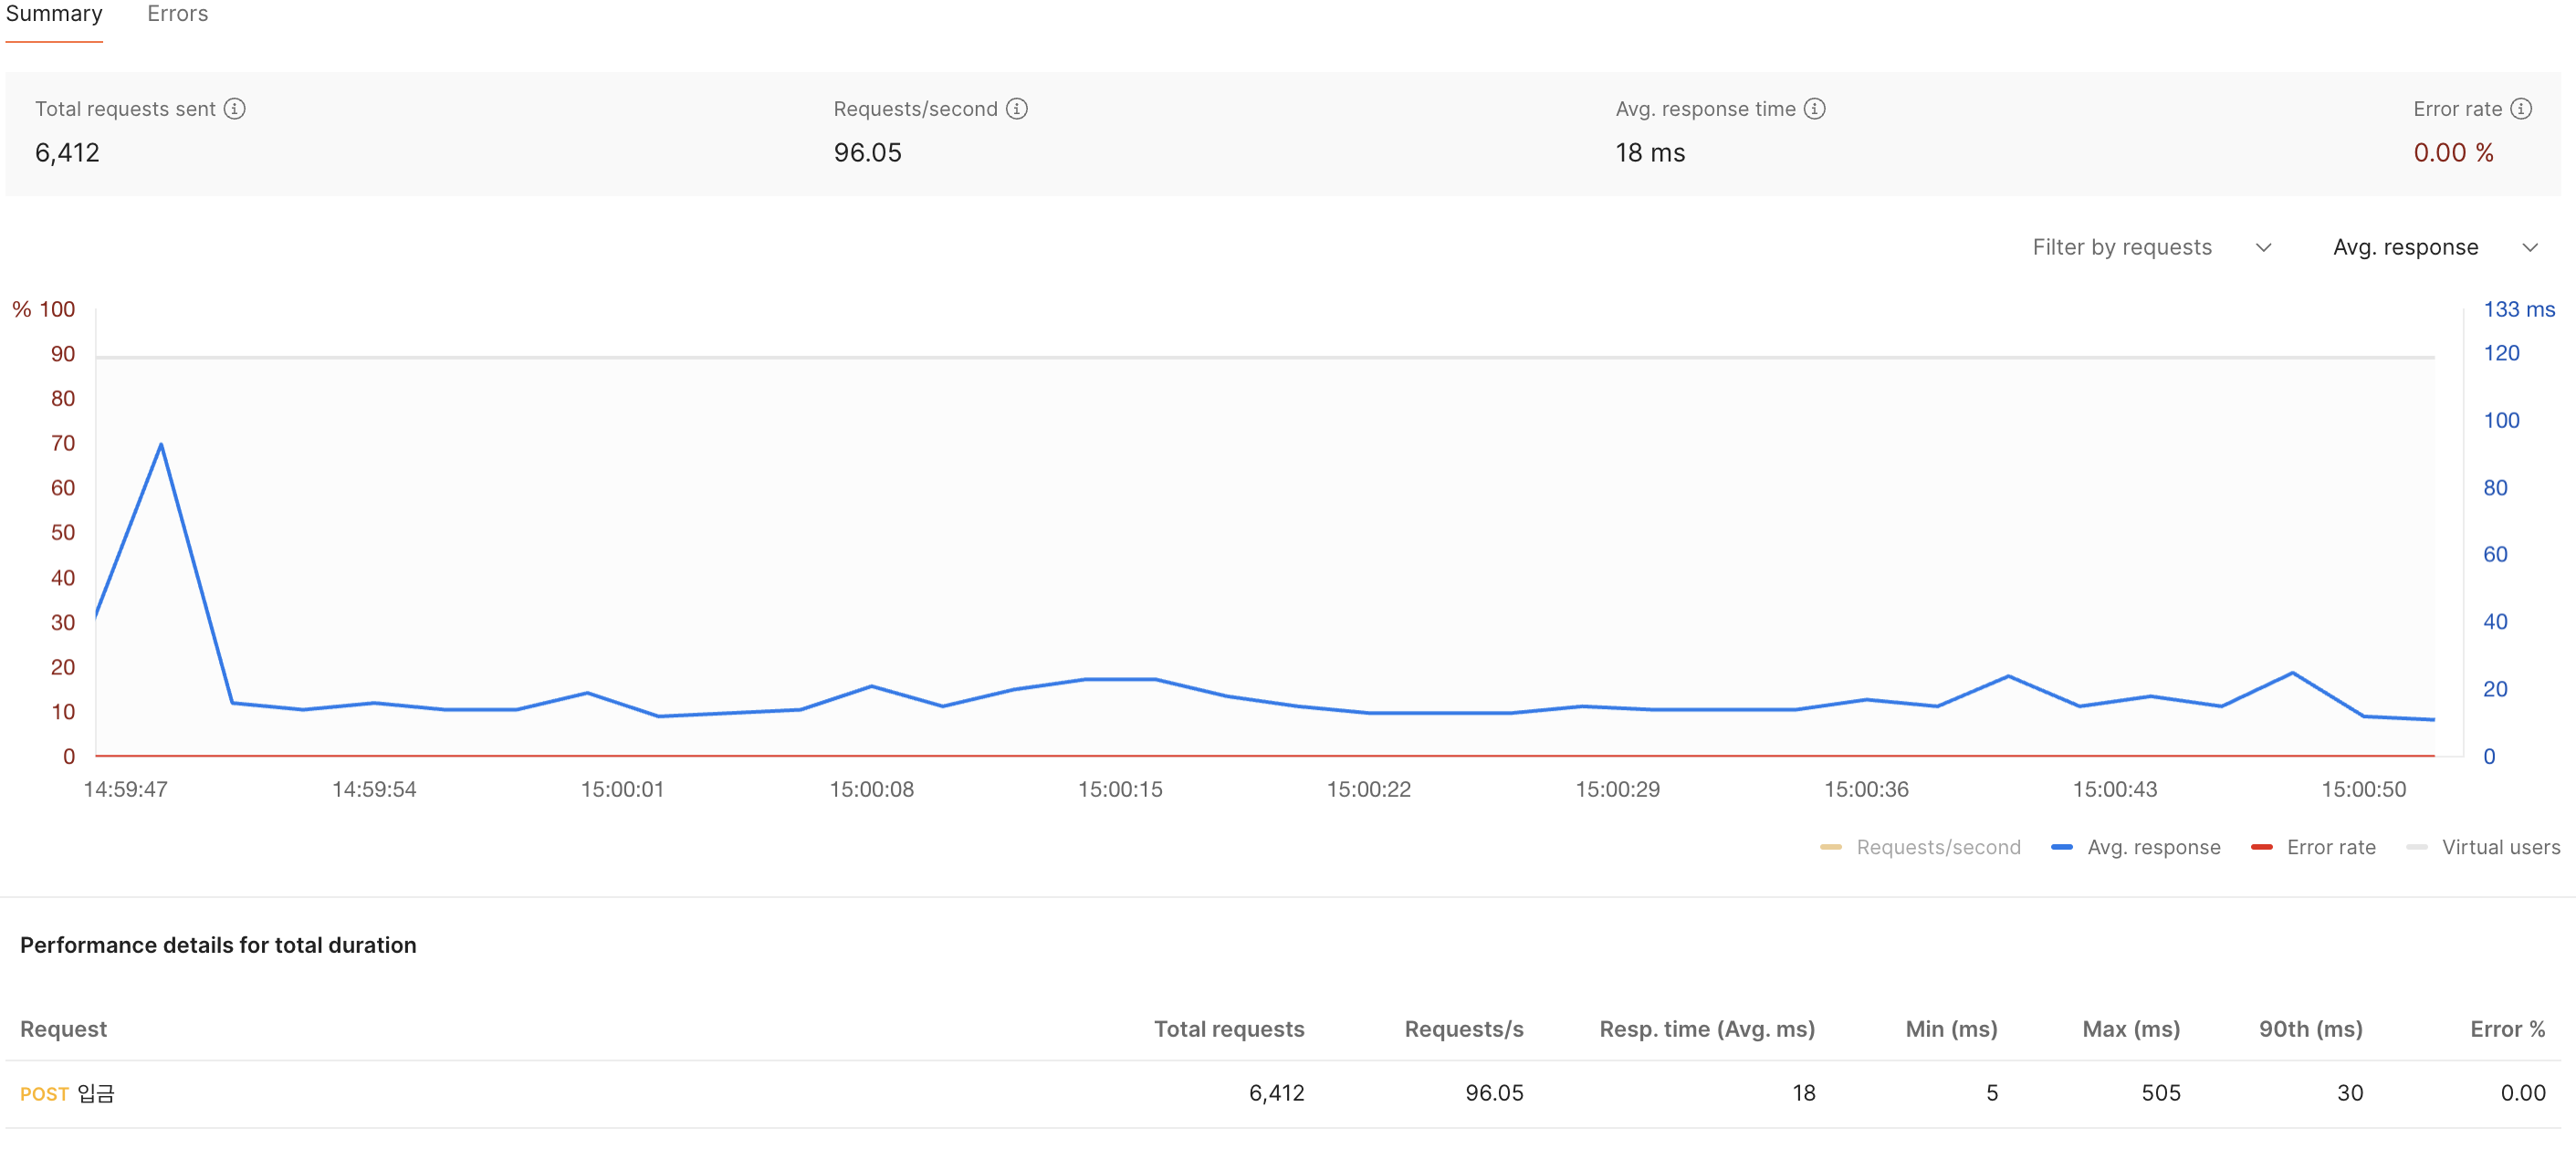 Summary Errors
Total requests sent Requests/second Avg. response time Error rate
6,412 96.05 18 ms 0.00 %
Filter by requests Avg. response
% 100 133 ms
90 120
80
70 100
60 80
50
40 60
30 40
20 20
10
0 0
14:59:47 14:59:54 15:00:01 15:00:08 15:00:15 15:00:22 15:00:29 15:00:36 15:00:43 15:00:50
Requests/second Avg. response Error rate Virtual users
Performance details for total duration
Request Total requests Requests/s Resp. time (Avg. ms) Min (ms) Max (ms) 90th (ms) Error %
POST 입금 6,412 96.05 18 5 505 30 0.00